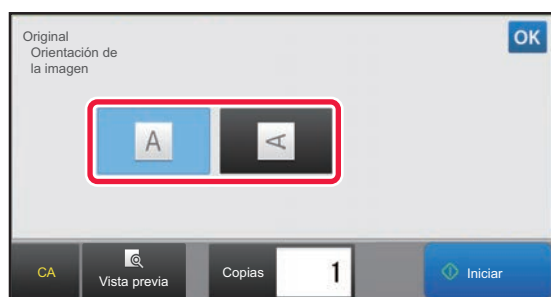 Original
Orientación de
la imagen
OK
A
A
CA
Vista previa
Copias
1
Iniciar